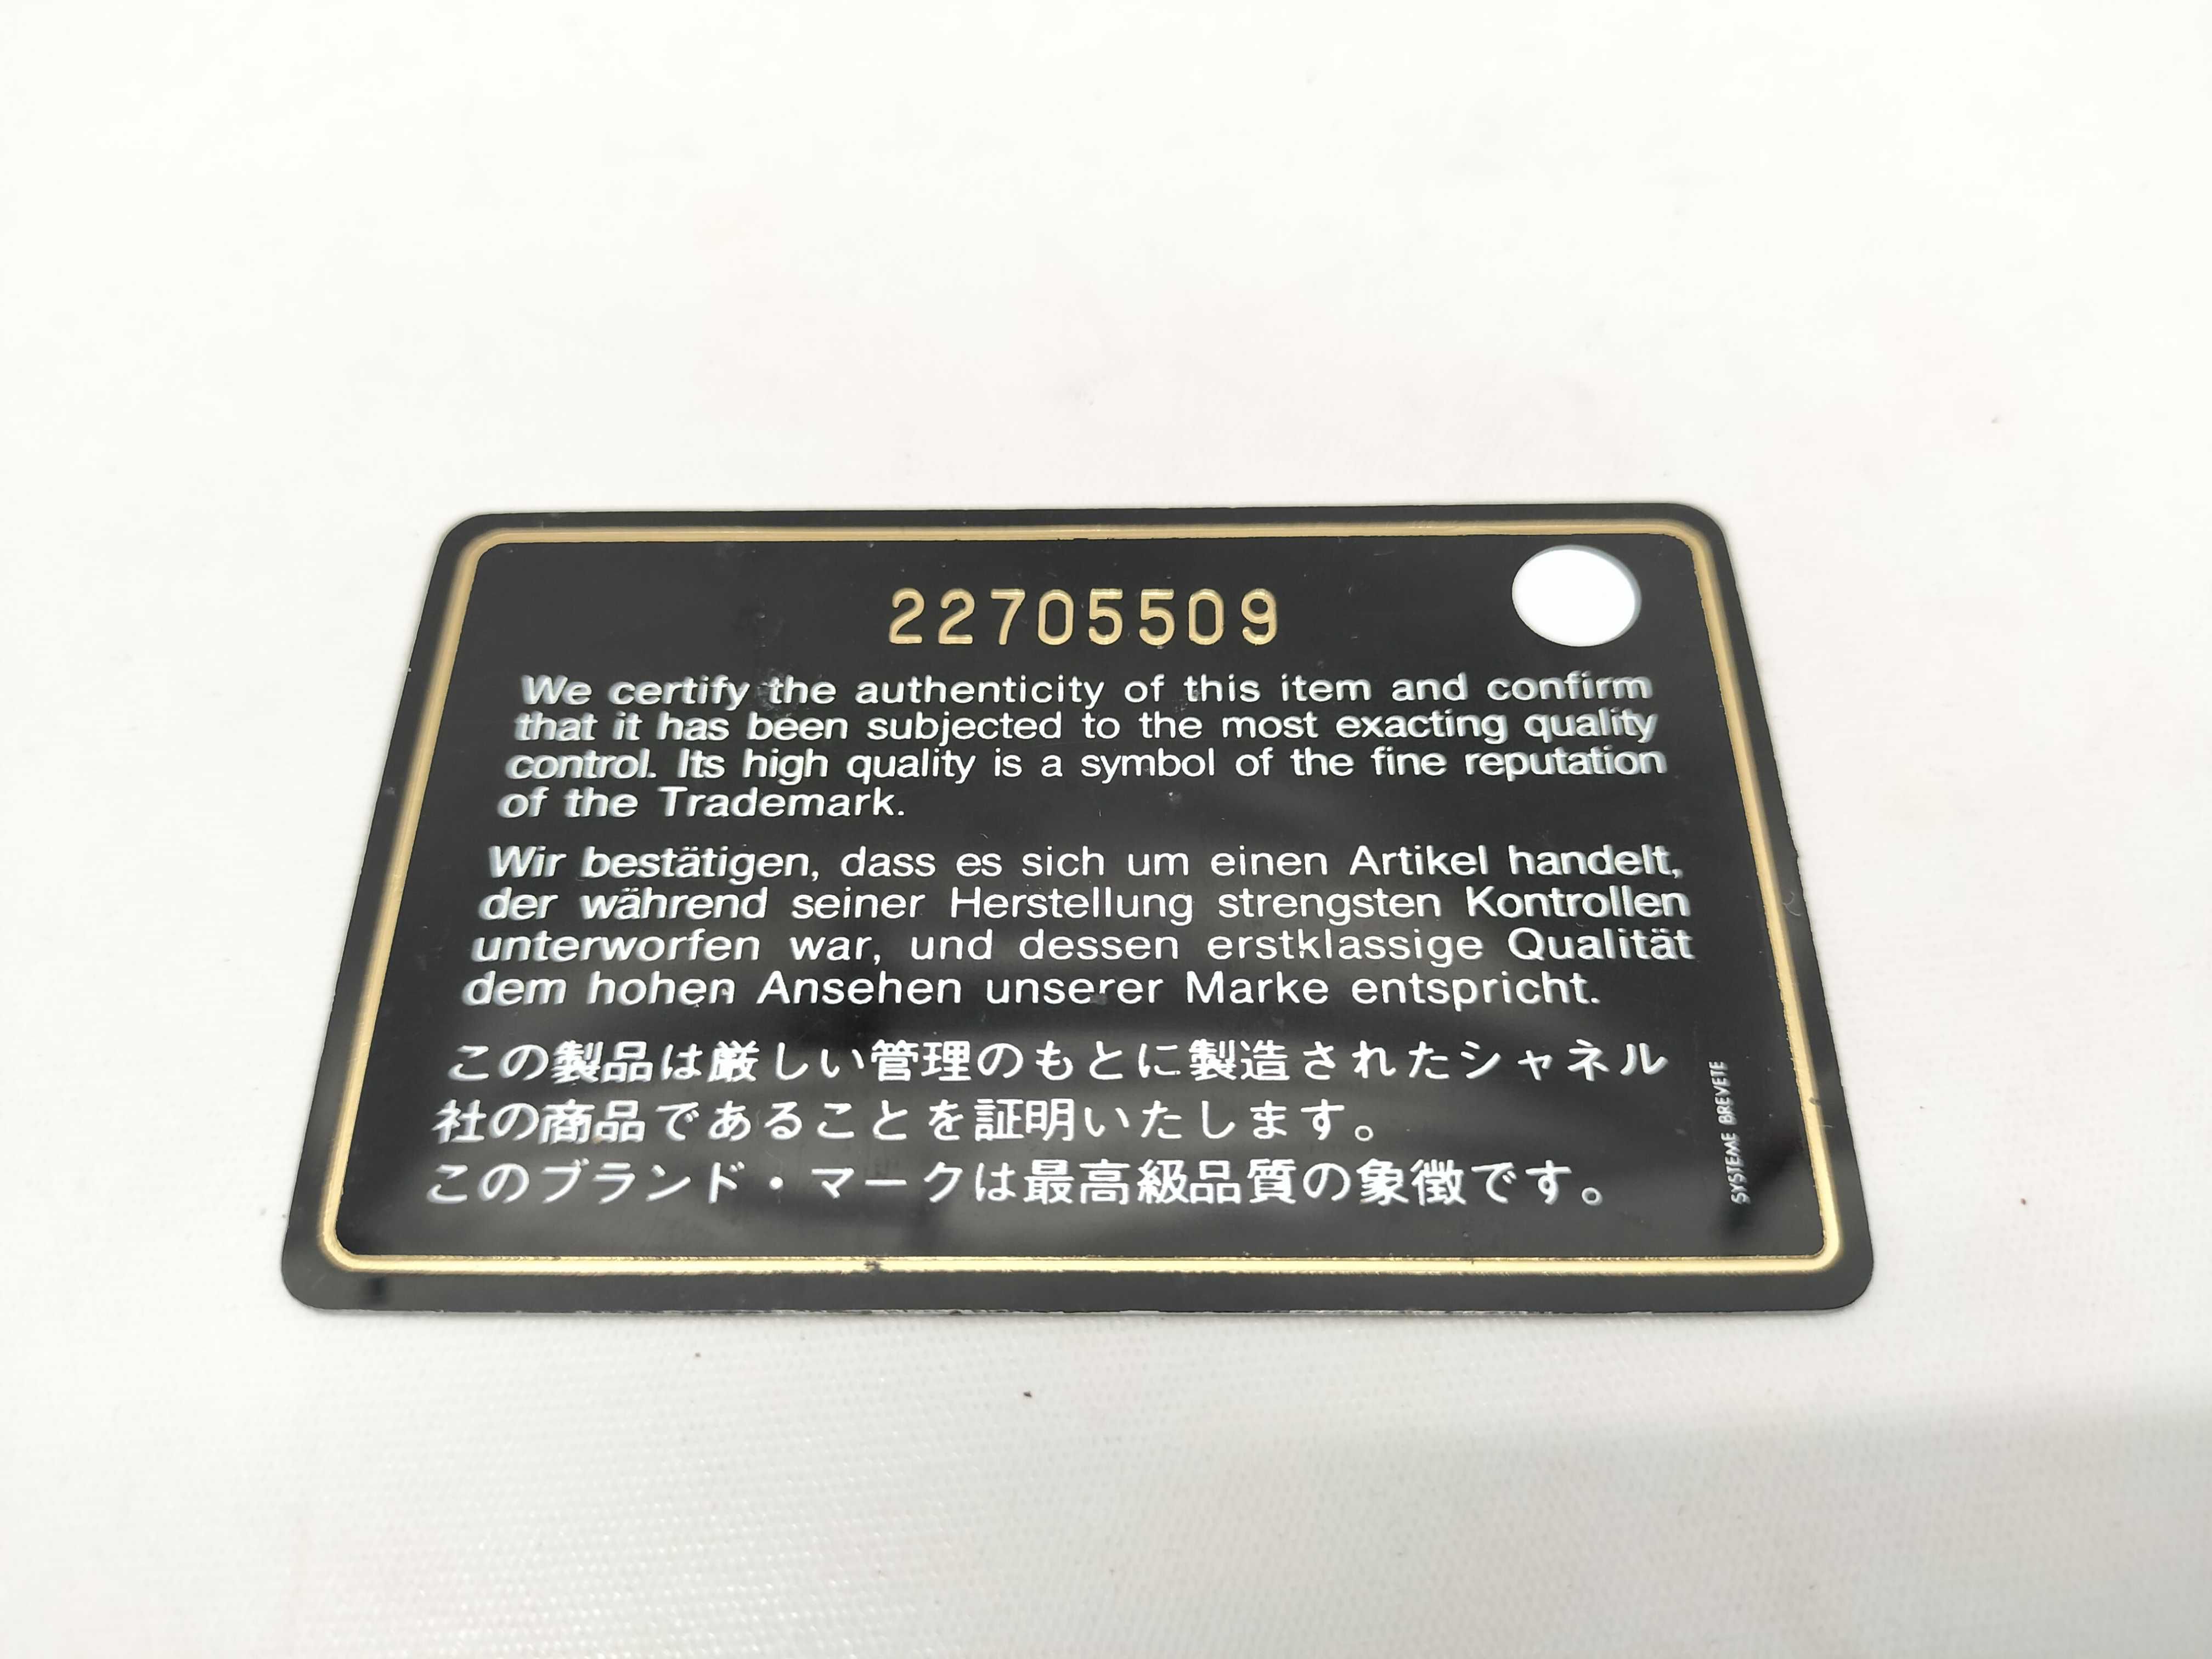 22705509
We certify the authenticity of this item and confirm
that it has been subjected to the most exacting quality
control. Its high quality is a symbol of the fine reputation
of the Trademark.
Wir bestätigen, dass es sich um einen Artikel handelt,
der während seiner Herstellung strengsten Kontrollen
unterworfen war, und dessen erstklassige Qualität
dem hohen Ansehen unserer Marke entspricht.
この製品は厳しい管理のもとに製造されたシャネル
社の商品であることを証明いたします。
このブランド・マークは最高級品質の象徴です。
SYSTEME BREVETE